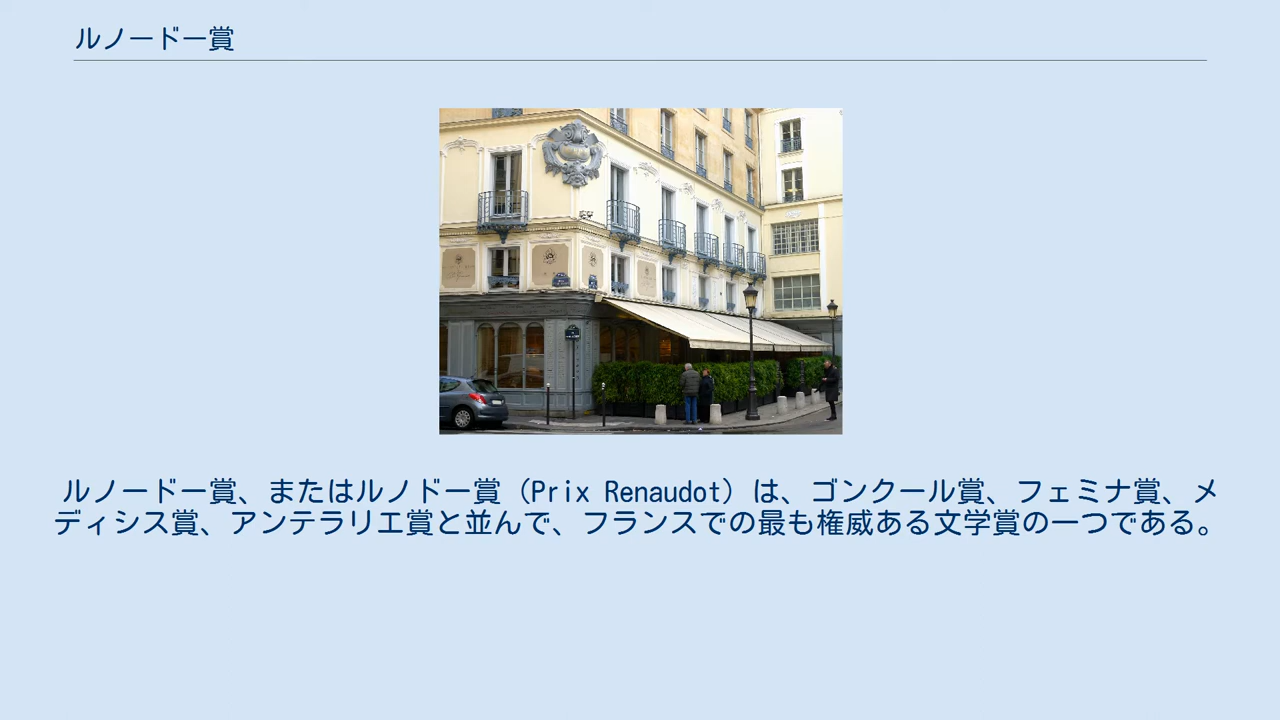 ルノードー賞
ルノードー賞、またはルノドー賞（Prix Renaudot）は、ゴンクール賞、フェミナ賞、メ
ディシス賞、アンテラリエ賞と並んで、フランスでの最も権威ある文学賞の一つである。